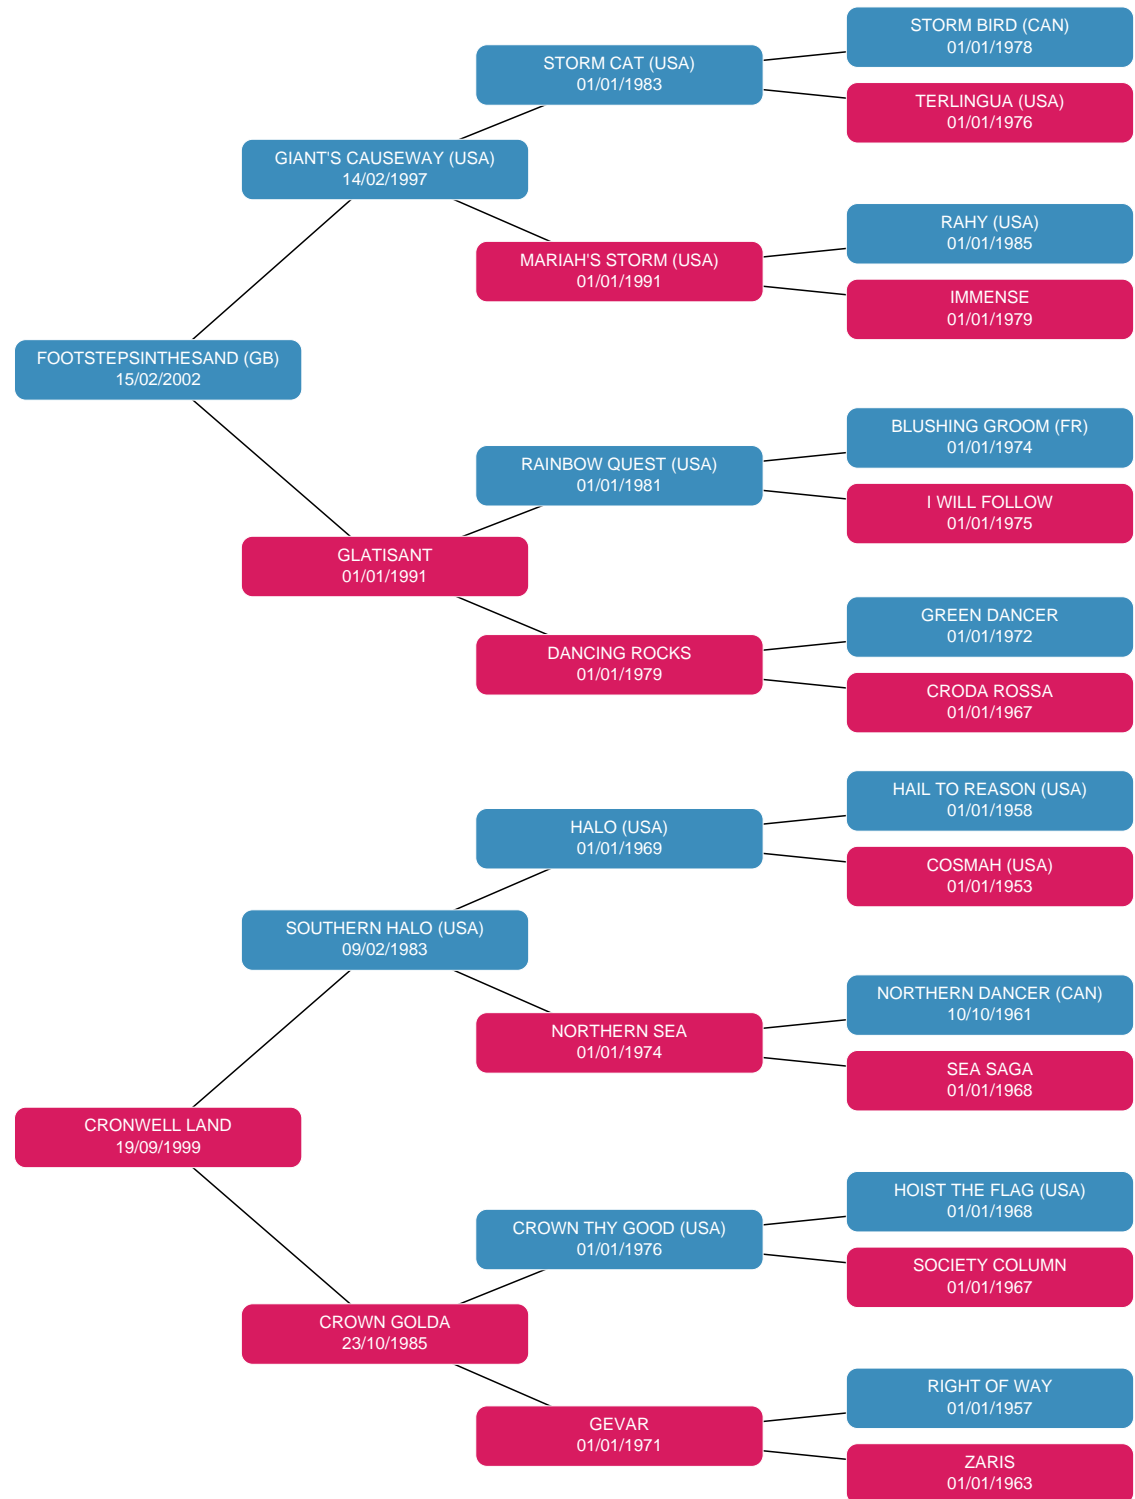 STORM BIRD (CAN)
01/01/1978
STORM CAT (USA)
01/01/1983
TERLINGUA (USA)
01/01/1976
GIANT'S CAUSEWAY (USA)
14/02/1997
RAHY (USA)
01/01/1985
MARIAH'S STORM (USA)
01/01/1991
IMMENSE
01/01/1979
FOOTSTEPSINTHESAND (GB)
15/02/2002
BLUSHING GROOM (FR)
01/01/1974
RAINBOW QUEST (USA)
01/01/1981
I WILL FOLLOW
01/01/1975
GLATISANT
01/01/1991
GREEN DANCER
01/01/1972
DANCING ROCKS
01/01/1979
CRODA ROSSA
01/01/1967
HAIL TO REASON (USA)
01/01/1958
HALO (USA)
01/01/1969
COSMAH (USA)
01/01/1953
SOUTHERN HALO (USA)
09/02/1983
NORTHERN DANCER (CAN)
10/10/1961
NORTHERN SEA
01/01/1974
SEA SAGA
01/01/1968
CRONWELL LAND
19/09/1999
HOIST THE FLAG (USA)
01/01/1968
CROWN THY GOOD (USA)
01/01/1976
SOCIETY COLUMN
01/01/1967
CROWN GOLDA
23/10/1985
RIGHT OF WAY
01/01/1957
GEVAR
01/01/1971
ZARIS
01/01/1963